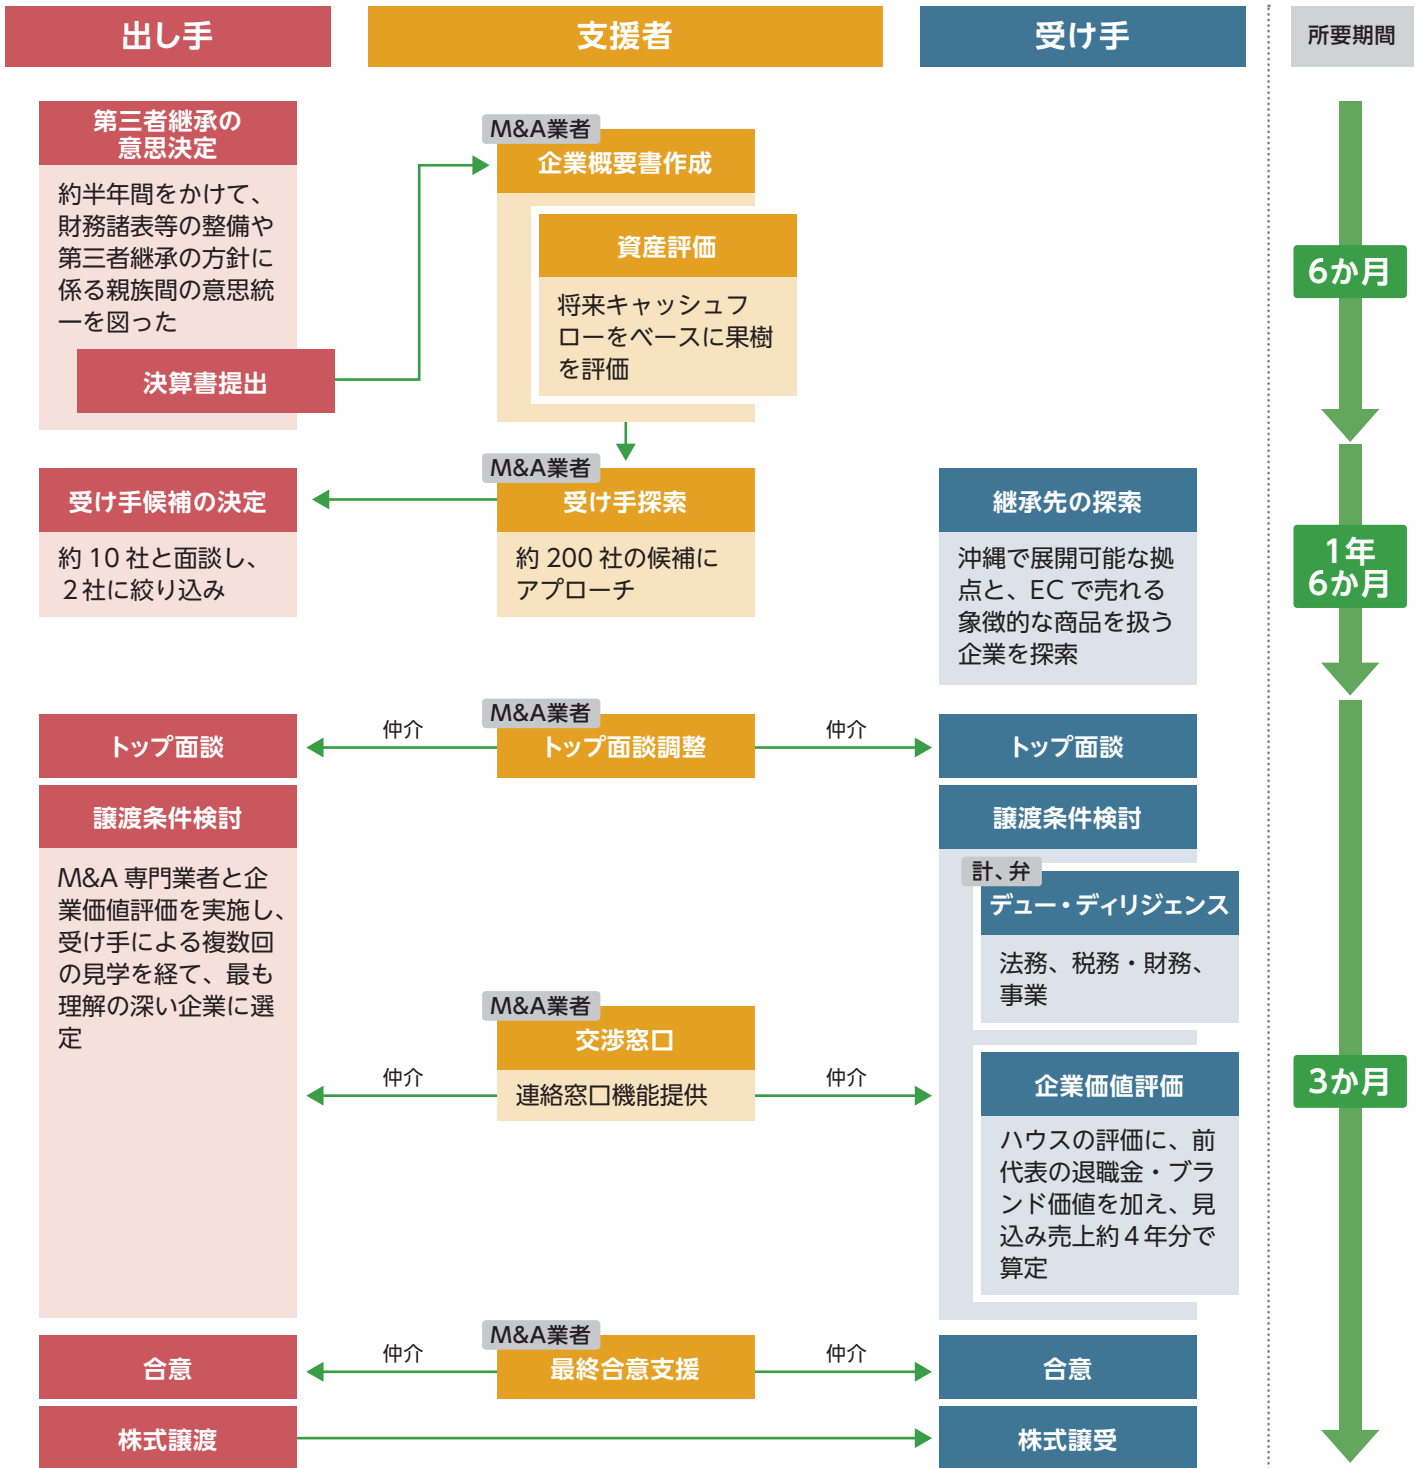 出し手
支援者
受け手
所要期間
第三者継承の
意思決定
約半年間をかけて、
財務諸表等の整備や
第三者継承の方針に
係る親族間の意思統
一を図った
決算書提出
M&A業者
企業概要書作成
資産評価
将来キャッシュフ
ローをベースに果樹
を評価
6か月
受け手候補の決定
約 10 社と面談し、
２社に絞り込み
M&A業者
受け手探索
約 200 社の候補に
アプローチ
継承先の探索
沖縄で展開可能な拠
点と、EC で売れる
象徴的な商品を扱う
企業を探索
1年
6か月
トップ面談
仲介
M&A業者
トップ面談調整
仲介
トップ面談
譲渡条件検討
M&A 専門業者と企
業価値評価を実施し、
受け手による複数回
の見学を経て、最も
理解の深い企業に選
定
仲介
M&A業者
交渉窓口
連絡窓口機能提供
仲介
譲渡条件検討
計、弁
デュー・ディリジェンス
法務、税務・財務、
事業
企業価値評価
ハウスの評価に、前
代表の退職金・ブラ
ンド価値を加え、見
込み売上約４年分で
算定
3か月
合意
仲介
M&A業者
最終合意支援
仲介
合意
株式譲渡
株式譲受